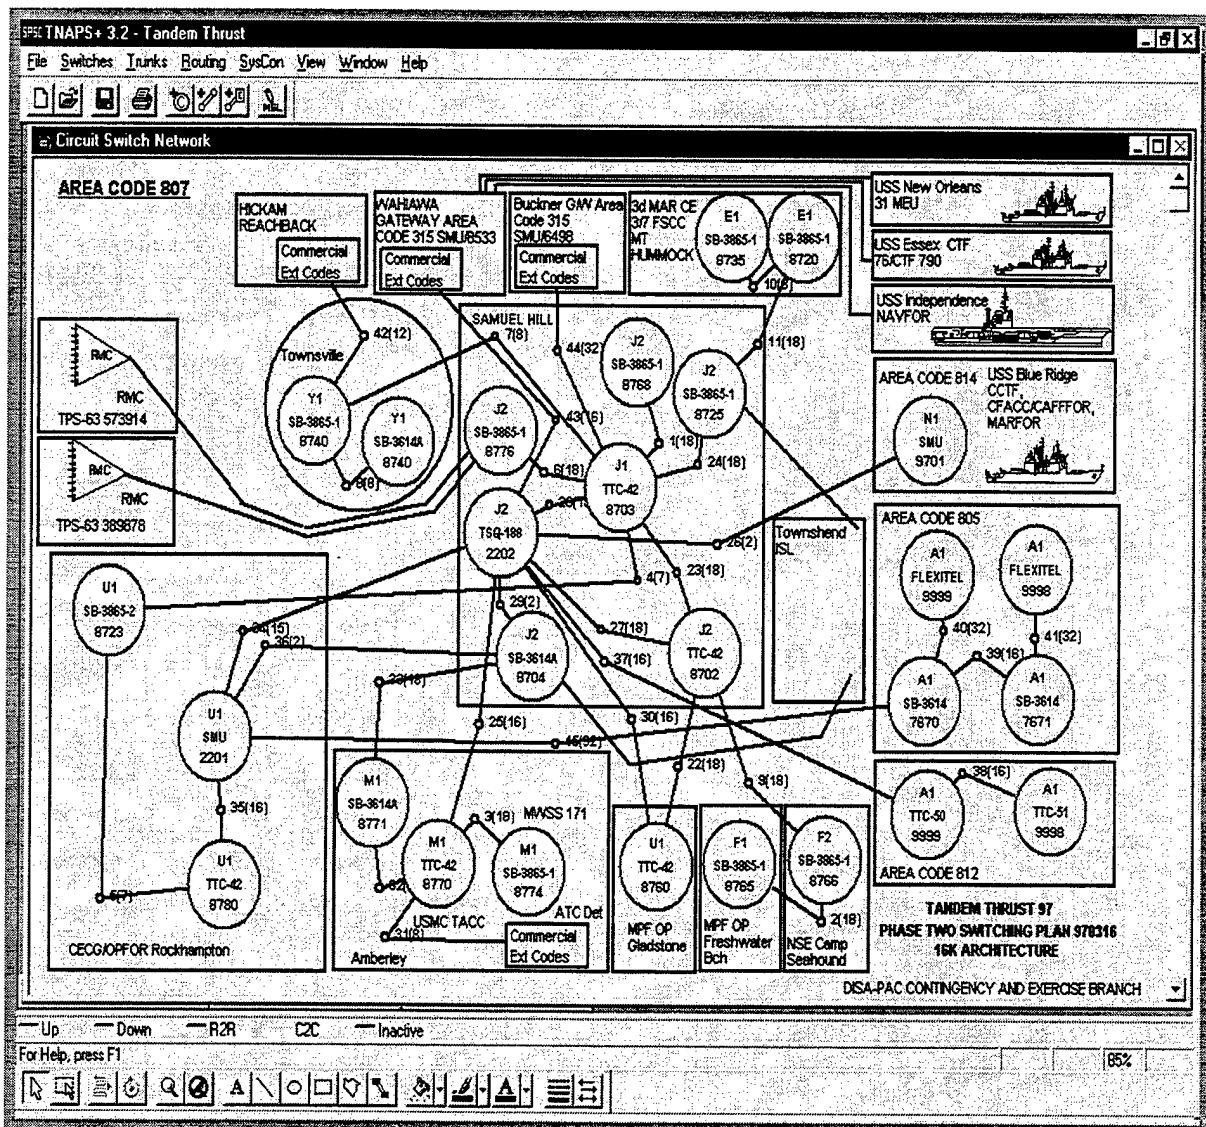 TNAPS+ 3.2 - Tandem Thrust
File Switches Trunks Routing SysCon View Window Help
Circuit Switch Network
AREA CODE 807
HICKAM
REACHBACK
Commercial
Ext Codes
WAHIAWA
GATEWAY AREA
CODE 315 SMU/8533
Commercial
Ext Codes
Buckner G/W Area
Code 315
SMU/6498
Commercial
Ext Codes
3d MAR CE
3/7 FSCC
MT
HUMMOCK
E1
SB-3865-1
8735
E1
SB-3865-1
8720
10(8)
USS New Orleans
31 MEU
USS Essex CTF
76/CTF 790
USS Independence
NAVFOR
RMC
RMC
TPS-63 573914
RMC
RMC
TPS-63 389878
42(12)
Townsville
Y1
SB-3865-1
8740
Y1
SB-3614A
8740
8(8)
SAMUEL HILL
7(8)
44(32)
11(18)
J2
SB-3865-1
8768
J2
SB-3865-1
8725
J2
SB-3865-1
8776
43(16)
1(18)
24(18)
6(18)
J1
TTC-42
8703
J2
TSQ-188
2202
26(2)
4(7)
23(18)
29(2)
27(18)
37(16)
J2
SB-3614A
8704
J2
TTC-42
8702
AREA CODE 814
USS Blue Ridge
CCTF,
CFACC/CAFFFOR,
MARFOR
N1
SMU
9701
Townshend
ISL
AREA CODE 805
A1
FLEXITEL
9999
A1
FLEXITEL
9998
40(32)
41(32)
39(16)
A1
SB-3614
7670
A1
SB-3614
7671
U1
SB-3865-2
8723
36(2)
U1
SMU
2201
35(16)
U1
TTC-42
8780
5(7)
CECG/OPFOR Rockhampton
25(16)
30(16)
22(18)
9(18)
M1
SB-3614A
8771
3(18)
MWSS 171
M1
TTC-42
8770
M1
SB-3865-1
8774
31(8)
USMC TACC
ATC Det
Commercial
Ext Codes
Amberley
U1
TTC-42
8760
MPF OP
Gladstone
F1
SB-3865-1
8765
MPF OP
Freshwater
Bch
F2
SB-3865-1
8766
2(18)
NSE Camp
Seehound
38(16)
A1
TTC-50
9999
A1
TTC-51
9998
AREA CODE 812
TANDEM THRUST 97
PHASE TWO SWITCHING PLAN 970316
16K ARCHITECTURE
DISA-PAC CONTINGENCY AND EXERCISE BRANCH
Up Down R2R C2C Inactive
For Help, press F1
85%